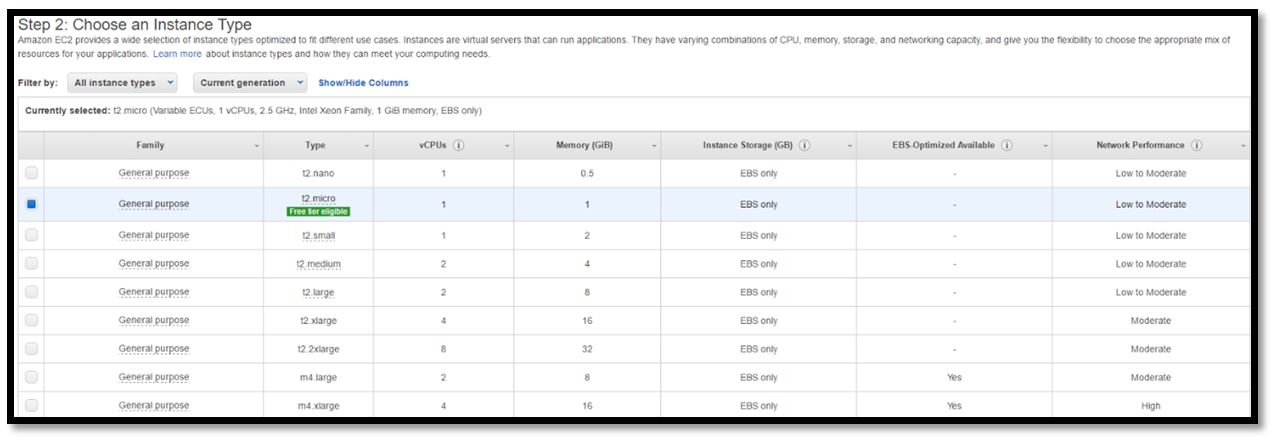 Step 2: Choose an Instance Type
Amazon EC2 provides a wide selection of instance types optimized to fit different use cases. Instances are virtual servers that can run applications. They have varying combinations of CPU, memory, storage, and networking capacity, and give you the flexibility to choose the appropriate mix of
resources for your applications. Learn more about instance types and how they can meet your computing needs.
Filter by: All instance types Current generation Show/Hide Columns
Currently selected: t2.micro (Variable ECUs, 1 vCPUs, 2.5 GHz, Intel Xeon Family, 1 GiB memory, EBS only)
Family Type vCPUs Memory (GiB) Instance Storage (GB) EBS-Optimized Available Network Performance
General purpose t2.nano 1 0.5 EBS only - Low to Moderate
General purpose t2.micro 1 1 EBS only - Low to Moderate
Free tier eligible
General purpose t2.small 1 2 EBS only - Low to Moderate
General purpose t2.medium 2 4 EBS only - Low to Moderate
General purpose t2.large 2 8 EBS only - Low to Moderate
General purpose t2.xlarge 4 16 EBS only - Moderate
General purpose t2.2xlarge 8 32 EBS only - Moderate
General purpose m4.large 2 8 EBS only Yes Moderate
General purpose m4.xlarge 4 16 EBS only Yes High